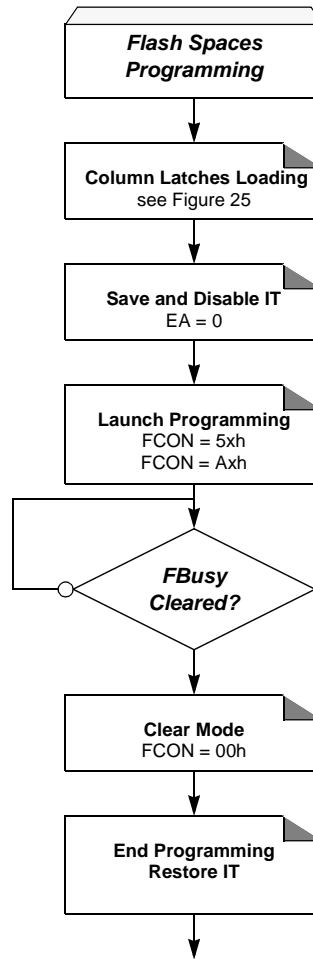 Flash Spaces
Programming
Column Latches Loading
see Figure 25
Save and Disable IT
EA = 0
Launch Programming
FCON = 5xh
FCON = Axh
FBusy
Cleared?
Clear Mode
FCON = 00h
End Programming
Restore IT